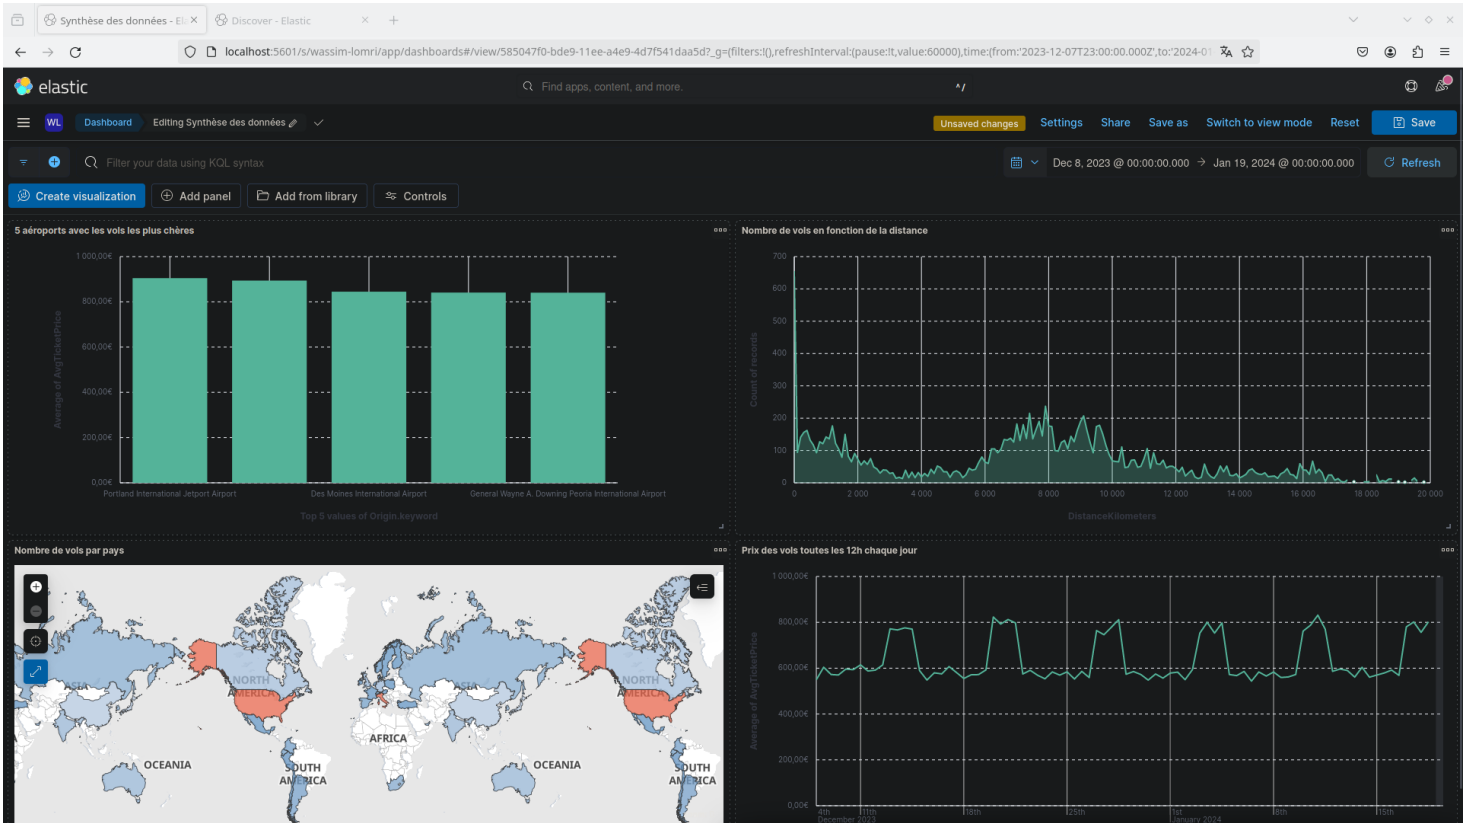 Synthèse des données - El
Discover - Elastic
localhost:5601/s/wassim-lomri/app/dashboards#/view/585047f0-bde9-11ee-a4e9-4d7f541daa5d?_g=(filters:!(),refreshInterval:(pause:!t,value:60000),time:(from:'2023-12-07T23:00:00.000Z',to:'2024-01
elastic
Find apps, content, and more.
^/
WL
Dashboard
Editing Synthèse des données
Unsaved changes
Settings
Share
Save as
Switch to view mode
Reset
Save
Filter your data using KQL syntax
Dec 8, 2023 @ 00:00:00.000
Jan 19, 2024 @ 00:00:00.000
Refresh
Create visualization
Add panel
Add from library
Controls
5 aéroports avec les vols les plus chères
1 000,00€
800,00€
600,00€
400,00€
200,00€
0,00€
Average of AvgTicketPrice
Portland International Jetport Airport
Des Moines International Airport
General Wayne A. Downing Peoria International Airport
Top 5 values of Origin.keyword
Nombre de vols en fonction de la distance
700
600
500
400
300
200
100
0
Count of records
0
2 000
4 000
6 000
8 000
10 000
12 000
14 000
16 000
18 000
20 000
DistanceKilometers
Nombre de vols par pays
ASIA
NORTH
AMERICA
AFRICA
OCEANIA
SOUTH
AMERICA
ASIA
NORTH
AMERICA
OCEANIA
SOUTH
AMERICA
Prix des vols toutes les 12h chaque jour
1 000,00€
800,00€
600,00€
400,00€
200,00€
0,00€
Average of AvgTicketPrice
4th
December 2023
11th
18th
25th
1st
January 2024
8th
15th